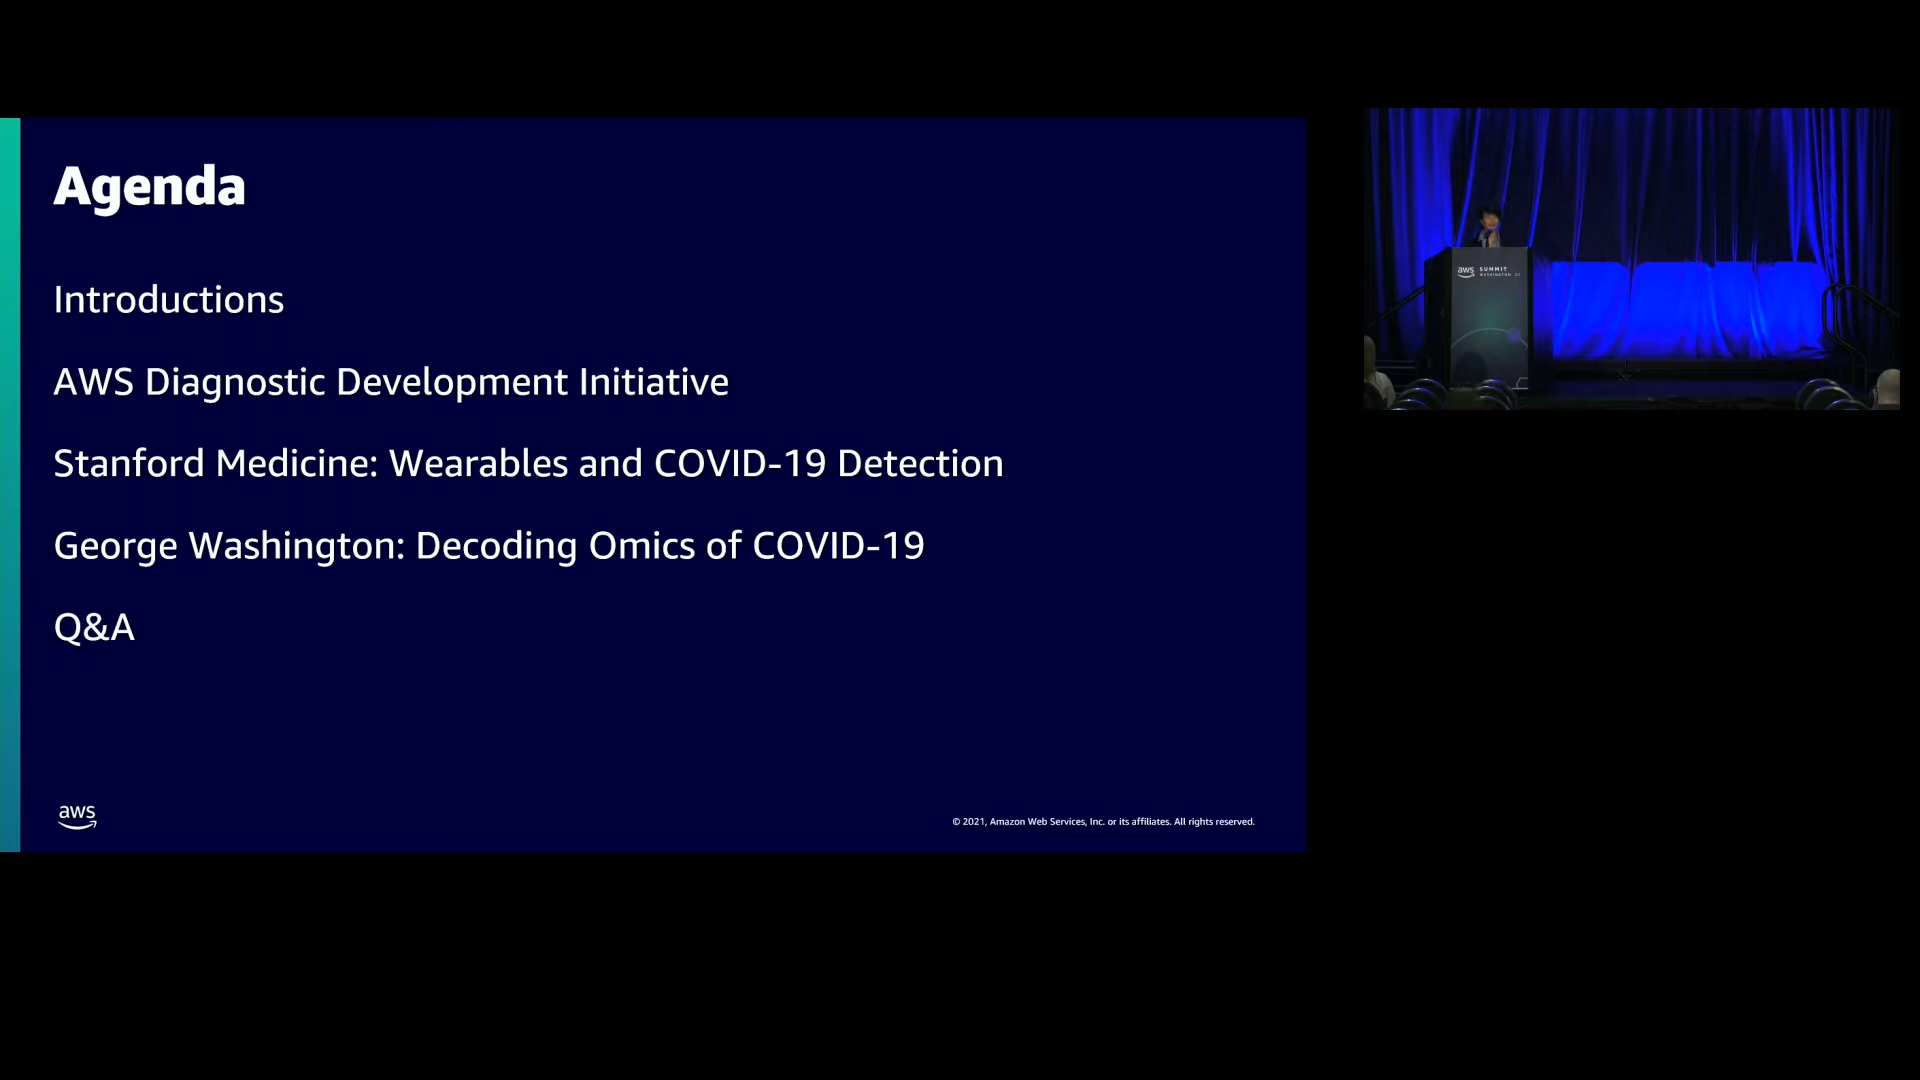 Agenda
Introductions
AWS Diagnostic Development Initiative
Stanford Medicine: Wearables and COVID-19 Detection
George Washington: Decoding Omics of COVID-19
Q&A
aws
© 2021, Amazon Web Services, Inc. or its affiliates. All rights reserved.
aws SUMMIT
WASHINGTON